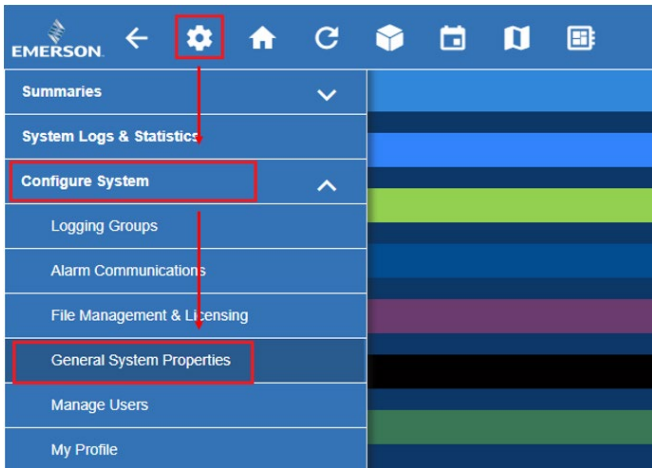 EMERSON.
Summaries
System Logs & Statistics
Configure System
Logging Groups
Alarm Communications
File Management & Licensing
General System Properties
Manage Users
My Profile